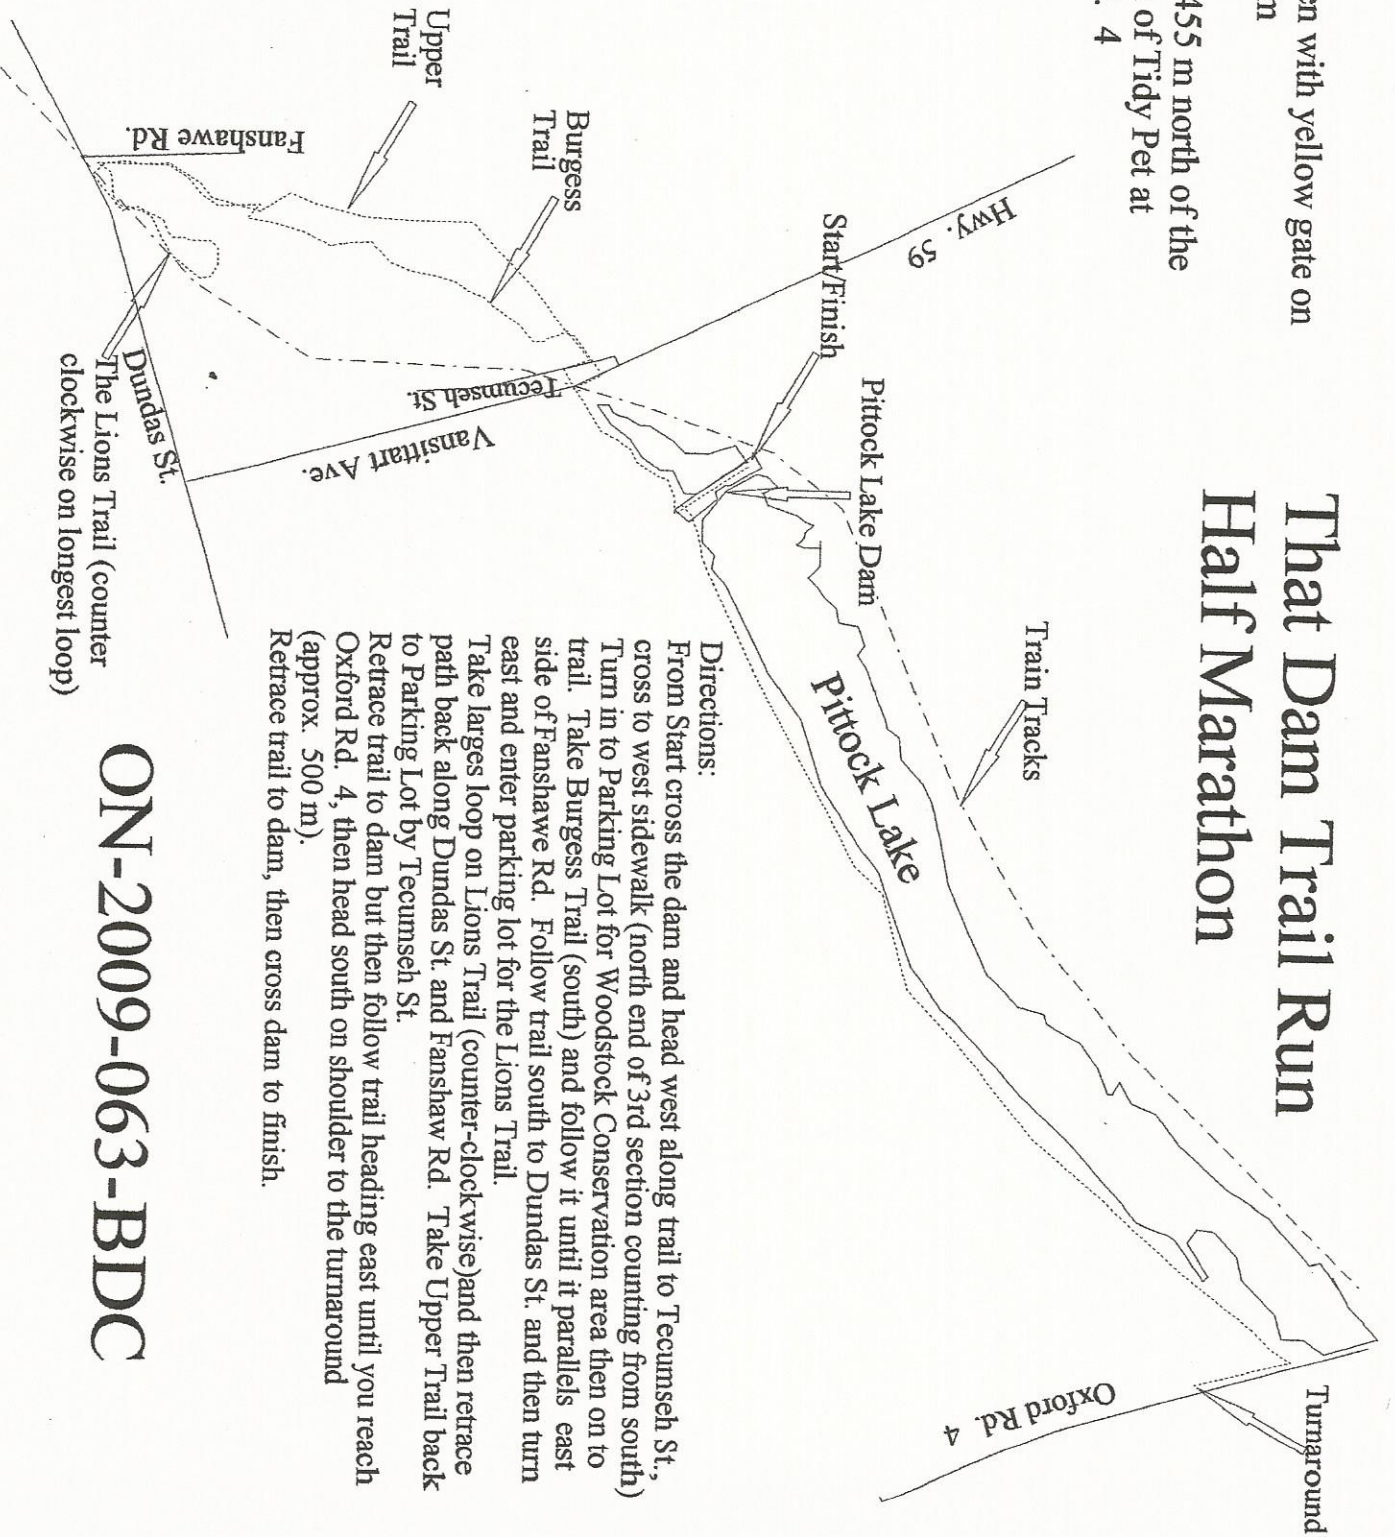 en with yellow gate on
m
455 m north of the
of Tidy Pet at
. 4
That Dam Trail Run
Half Marathon
Upper
Trail
Burgess
Trail
Fanshawe Rd.
Hwy. 59
Start/Finish
Pittock Lake Dam
Train Tracks
Pittock Lake
Tecumseh St.
Vansittart Ave.
Dundas St.
The Lions Trail (counter
clockwise on longest loop)
Turnaround
Oxford Rd. 4
Directions:
From Start cross the dam and head west along trail to Tecumseh St.,
cross to west sidewalk (north end of 3rd section counting from south)
Turn in to Parking Lot for Woodstock Conservation area then on to
trail. Take Burgess Trail (south) and follow it until it parallels east
side of Fanshawe Rd. Follow trail south to Dundas St. and then turn
east and enter parking lot for the Lions Trail.
Take larges loop on Lions Trail (counter-clockwise)and then retrace
path back along Dundas St. and Fanshaw Rd. Take Upper Trail back
to Parking Lot by Tecumseh St.
Retrace trail to dam but then follow trail heading east until you reach
Oxford Rd. 4, then head south on shoulder to the turnaround
(approx. 500 m).
Retrace trail to dam, then cross dam to finish.
ON-2009-063-BDC